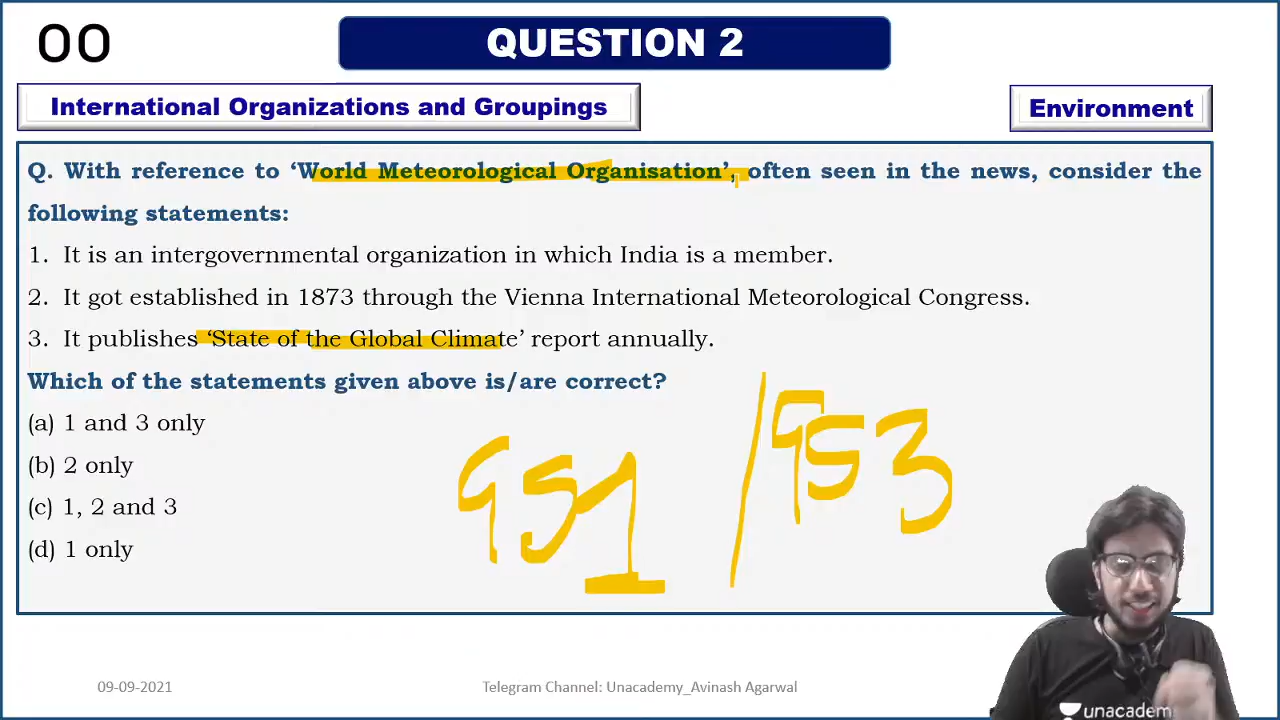 00
QUESTION 2
International Organizations and Groupings
Environment
Q. With reference to ‘World Meteorological Organisation’, often seen in the news, consider the
following statements:
1. It is an intergovernmental organization in which India is a member.
2. It got established in 1873 through the Vienna International Meteorological Congress.
3. It publishes ‘State of the Global Climate’ report annually.
Which of the statements given above is/are correct?
(a) 1 and 3 only
(b) 2 only
(c) 1, 2 and 3
(d) 1 only
951 / 953
09-09-2021
Telegram Channel: Unacademy_Avinash Agarwal
unacademy